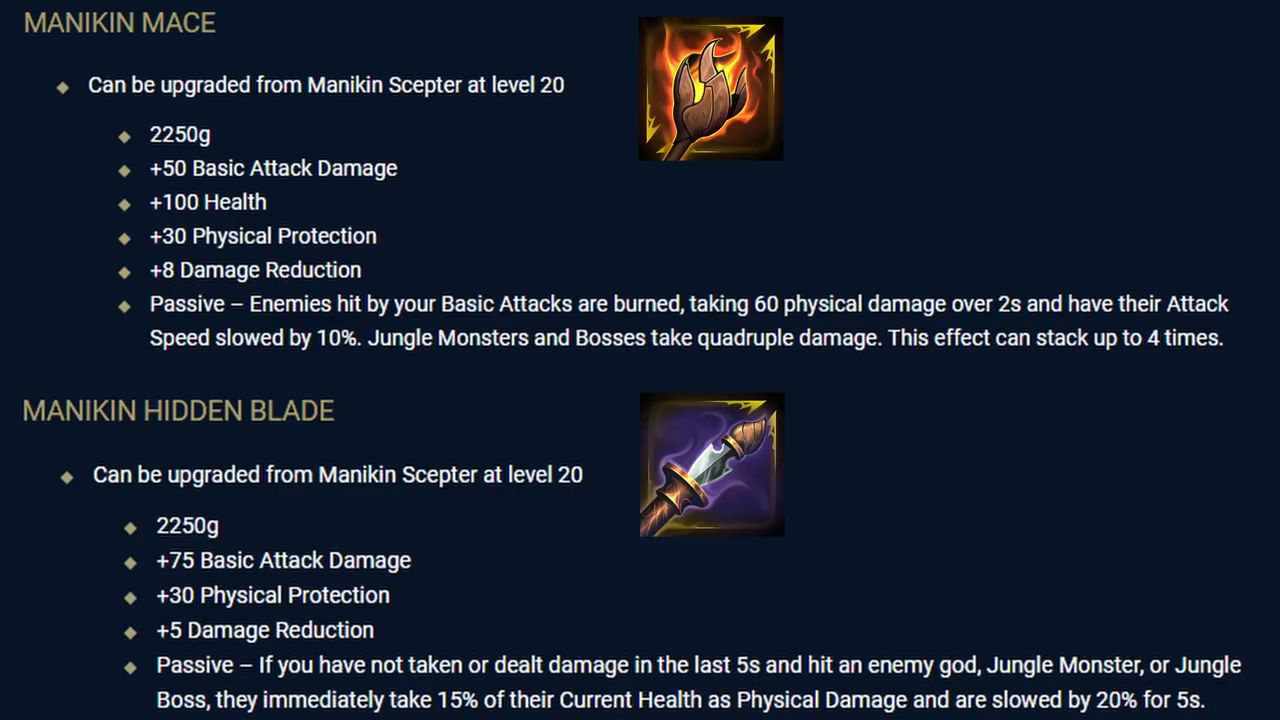 MANIKIN MACE
Can be upgraded from Manikin Scepter at level 20
2250g
+50 Basic Attack Damage
+100 Health
+30 Physical Protection
+8 Damage Reduction
Passive – Enemies hit by your Basic Attacks are burned, taking 60 physical damage over 2s and have their Attack
Speed slowed by 10%. Jungle Monsters and Bosses take quadruple damage. This effect can stack up to 4 times.
MANIKIN HIDDEN BLADE
Can be upgraded from Manikin Scepter at level 20
2250g
+75 Basic Attack Damage
+30 Physical Protection
+5 Damage Reduction
Passive – If you have not taken or dealt damage in the last 5s and hit an enemy god, Jungle Monster, or Jungle
Boss, they immediately take 15% of their Current Health as Physical Damage and are slowed by 20% for 5s.